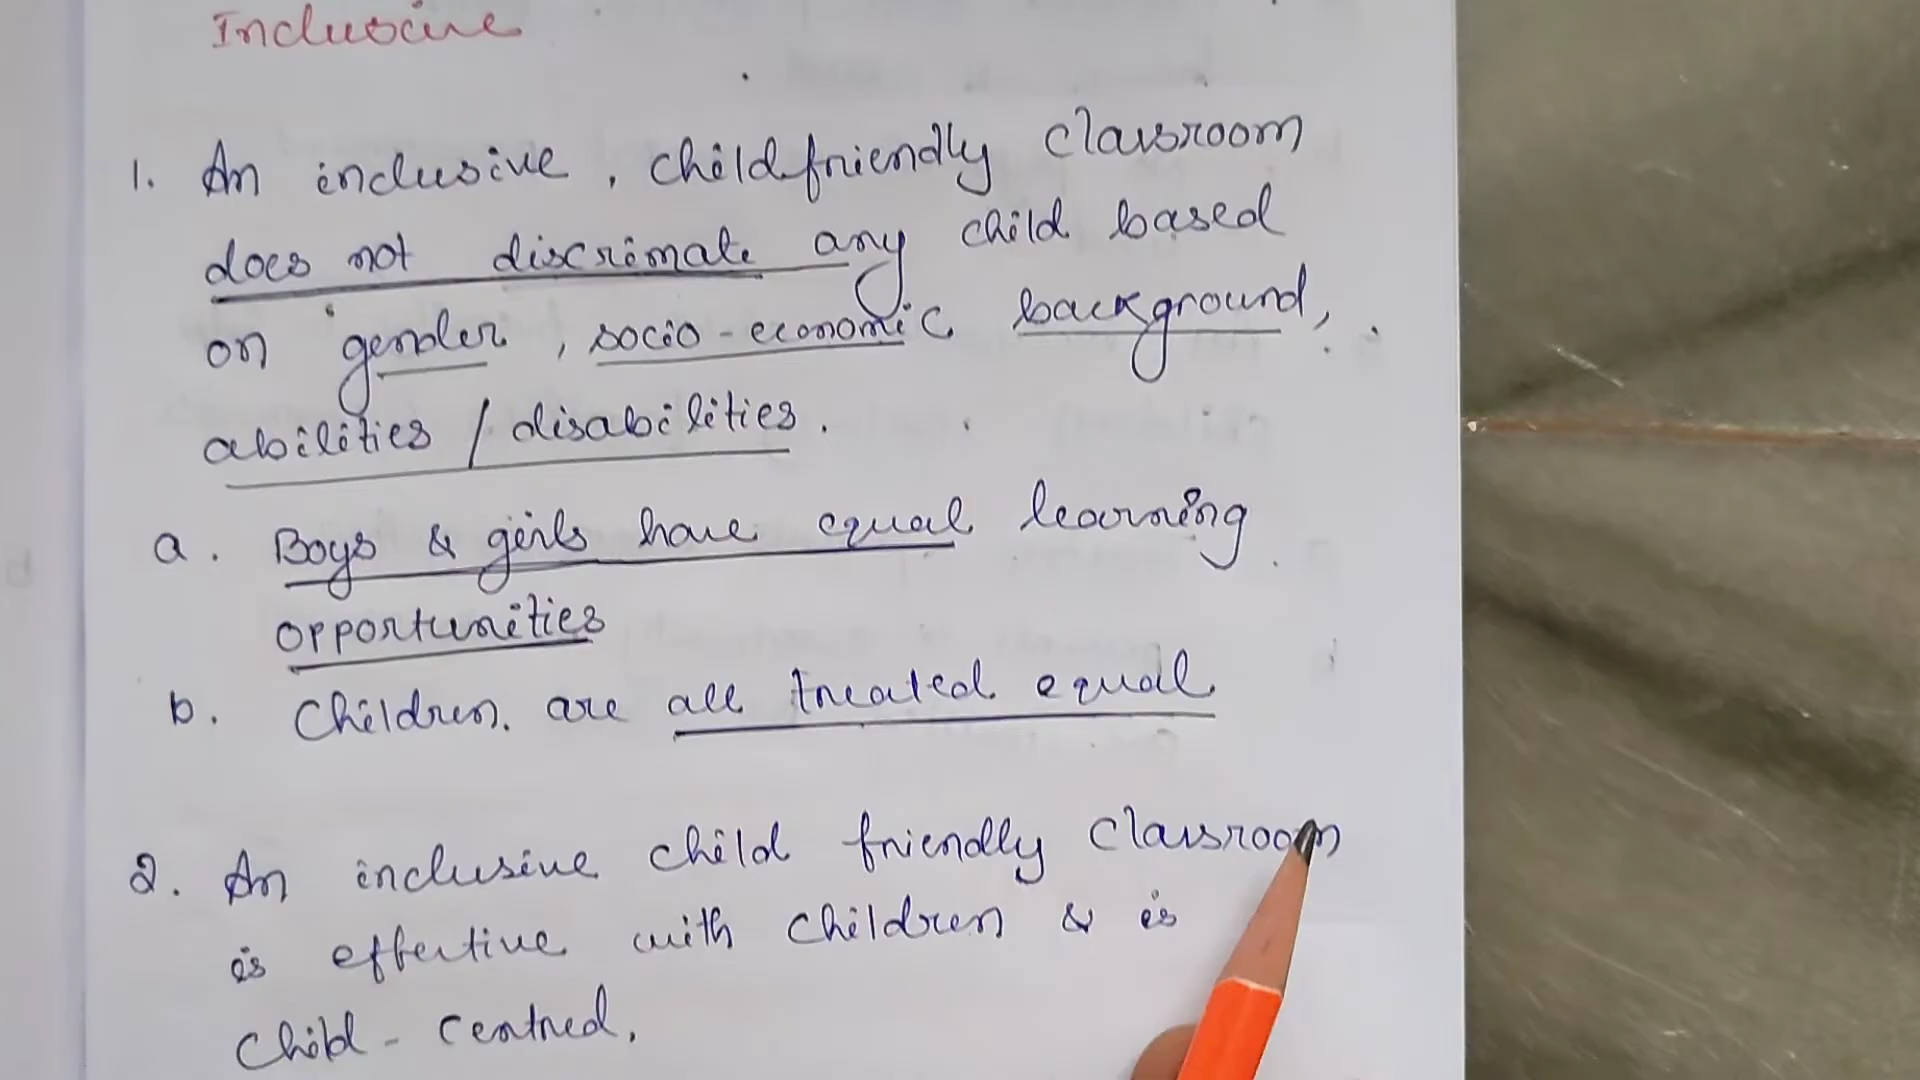 Inclusive
1. An inclusive, child friendly classroom
does not discrimate any child based
on gender, socio-economic background,
abilities / disabilities.
a. Boys & girls have equal learning
opportunities
b. Children are all treated equal
2. An inclusive child friendly classroom
is effective with children & is
child-centred.